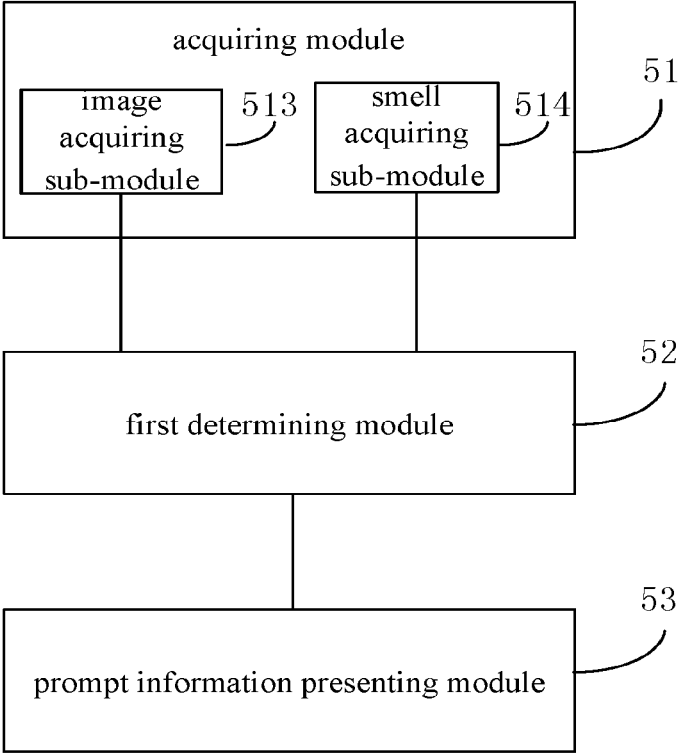 acquiring module
51
image
acquiring
sub-module
513
smell
acquiring
sub-module
514
52
first determining module
53
prompt information presenting module